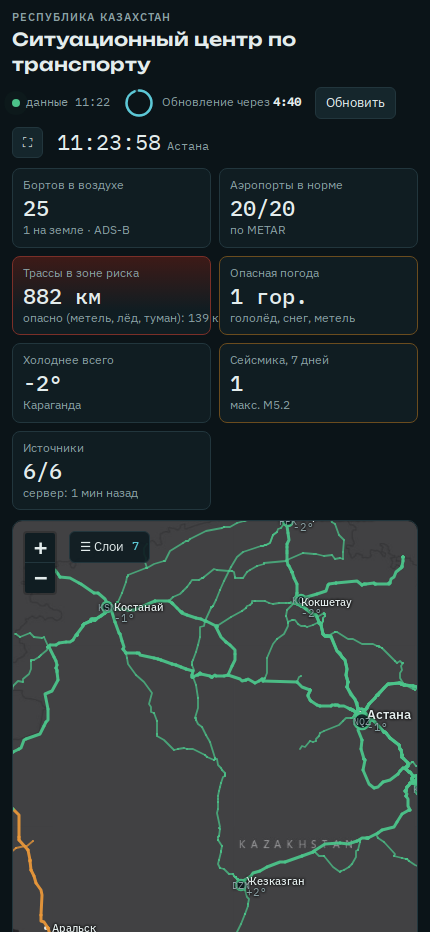 РЕСПУБЛИКА КАЗАХСТАН
Ситуационный центр по
транспорту
данные 11:22
Обновление через 4:40
Обновить
11:23:58 Астана
Бортов в воздухе
25
1 на земле · ADS-B
Аэропорты в норме
20/20
по METAR
Трассы в зоне риска
882 км
опасно (метель, лёд, туман): 139 к
Опасная погода
1 гор.
гололёд, снег, метель
Холоднее всего
-2°
Караганда
Сейсмика, 7 дней
1
макс. M5.2
Источники
6/6
сервер: 1 мин назад
+
−
☰ Слои 7
-2°
Костанай
-1°
Кокшетау
-2°
Астана
-1°
KAZAKHSTAN
Жезказган
+2°
Аральск